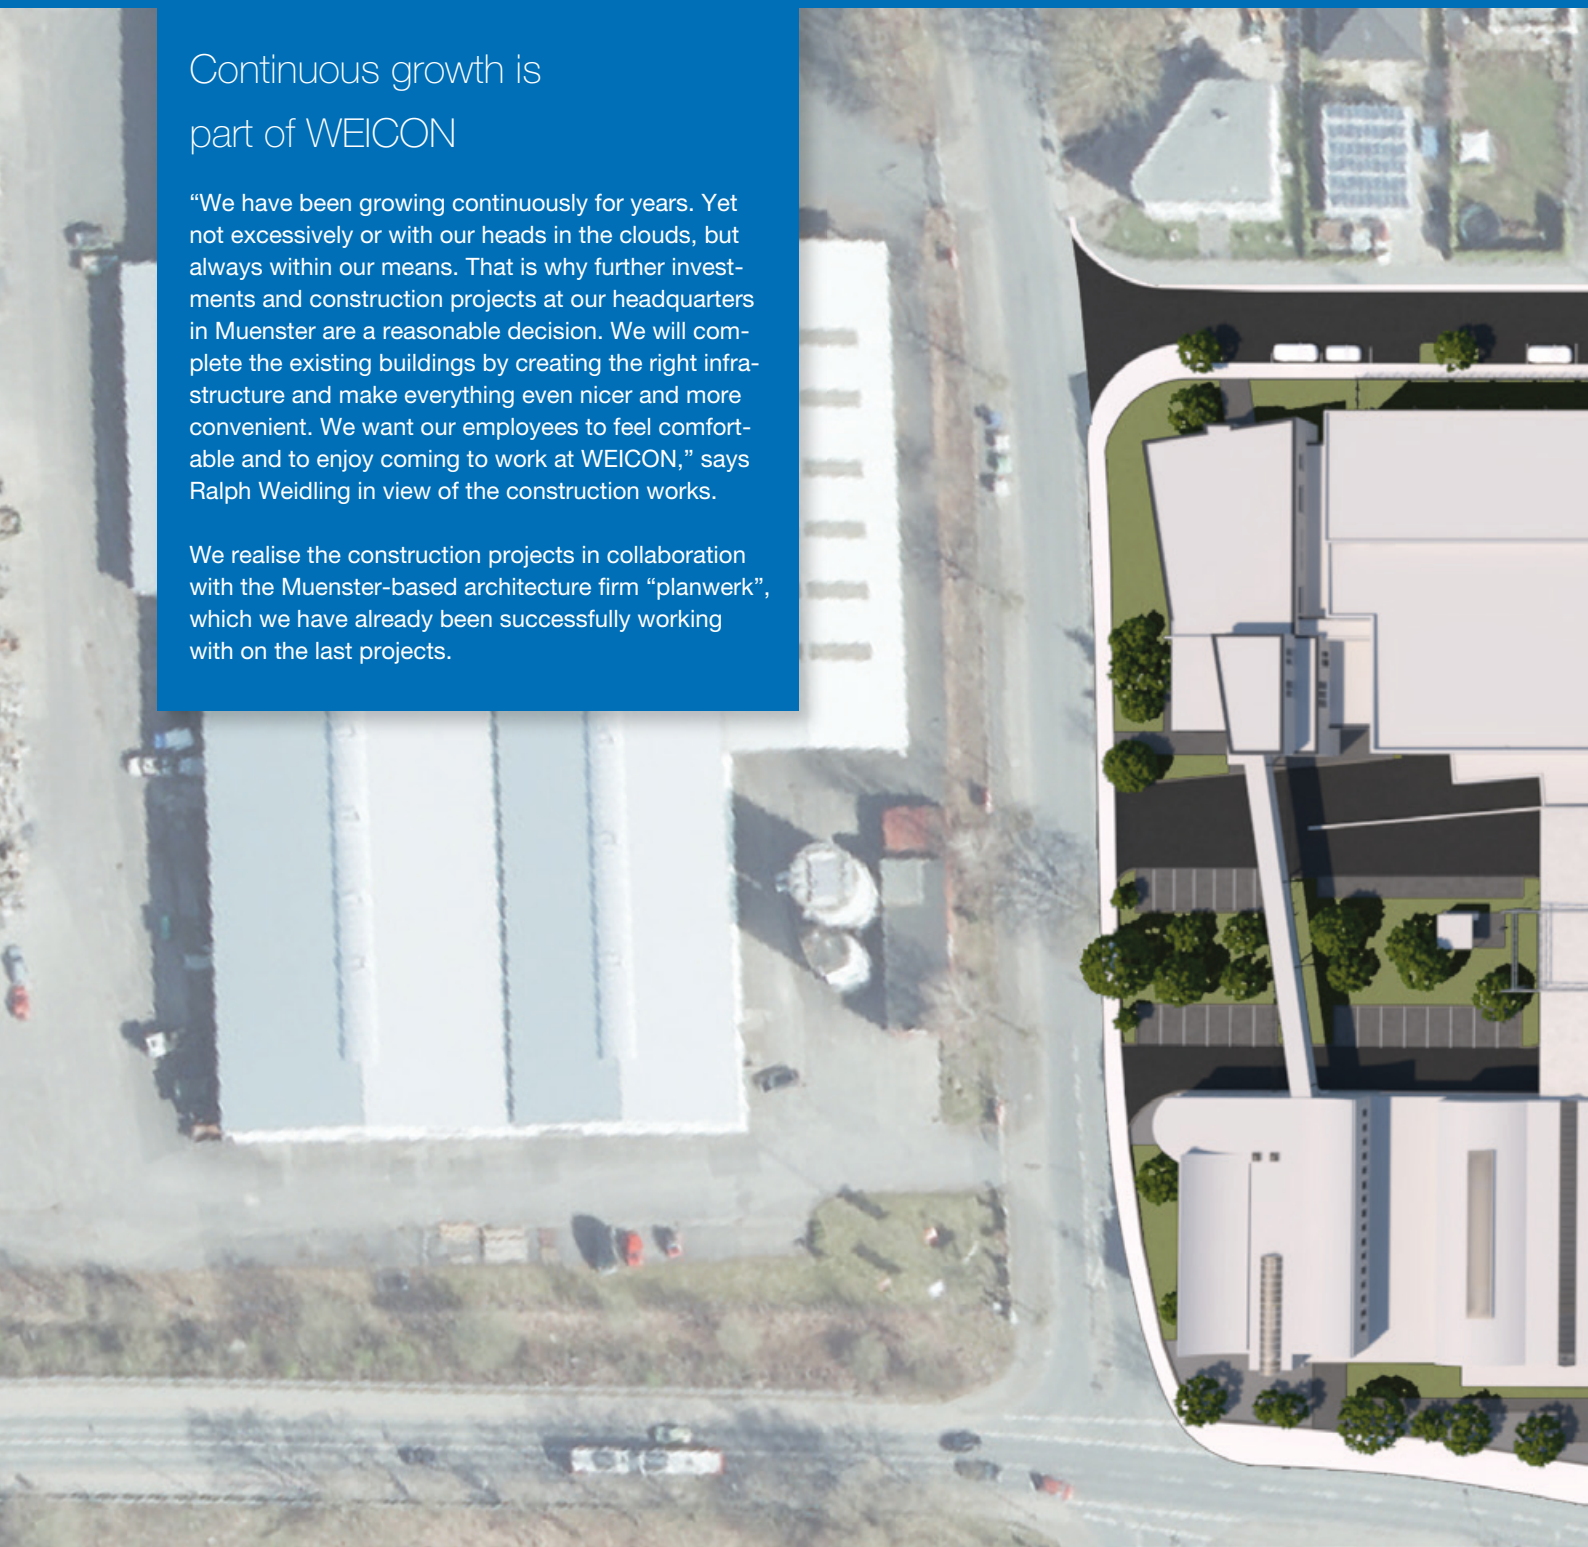 Continuous growth is
part of WEICON
“We have been growing continuously for years. Yet
not excessively or with our heads in the clouds, but
always within our means. That is why further invest-
ments and construction projects at our headquarters
in Muenster are a reasonable decision. We will com-
plete the existing buildings by creating the right infra-
structure and make everything even nicer and more
convenient. We want our employees to feel comfort-
able and to enjoy coming to work at WEICON,” says
Ralph Weidling in view of the construction works.
We realise the construction projects in collaboration
with the Muenster-based architecture firm “planwerk”,
which we have already been successfully working
with on the last projects.